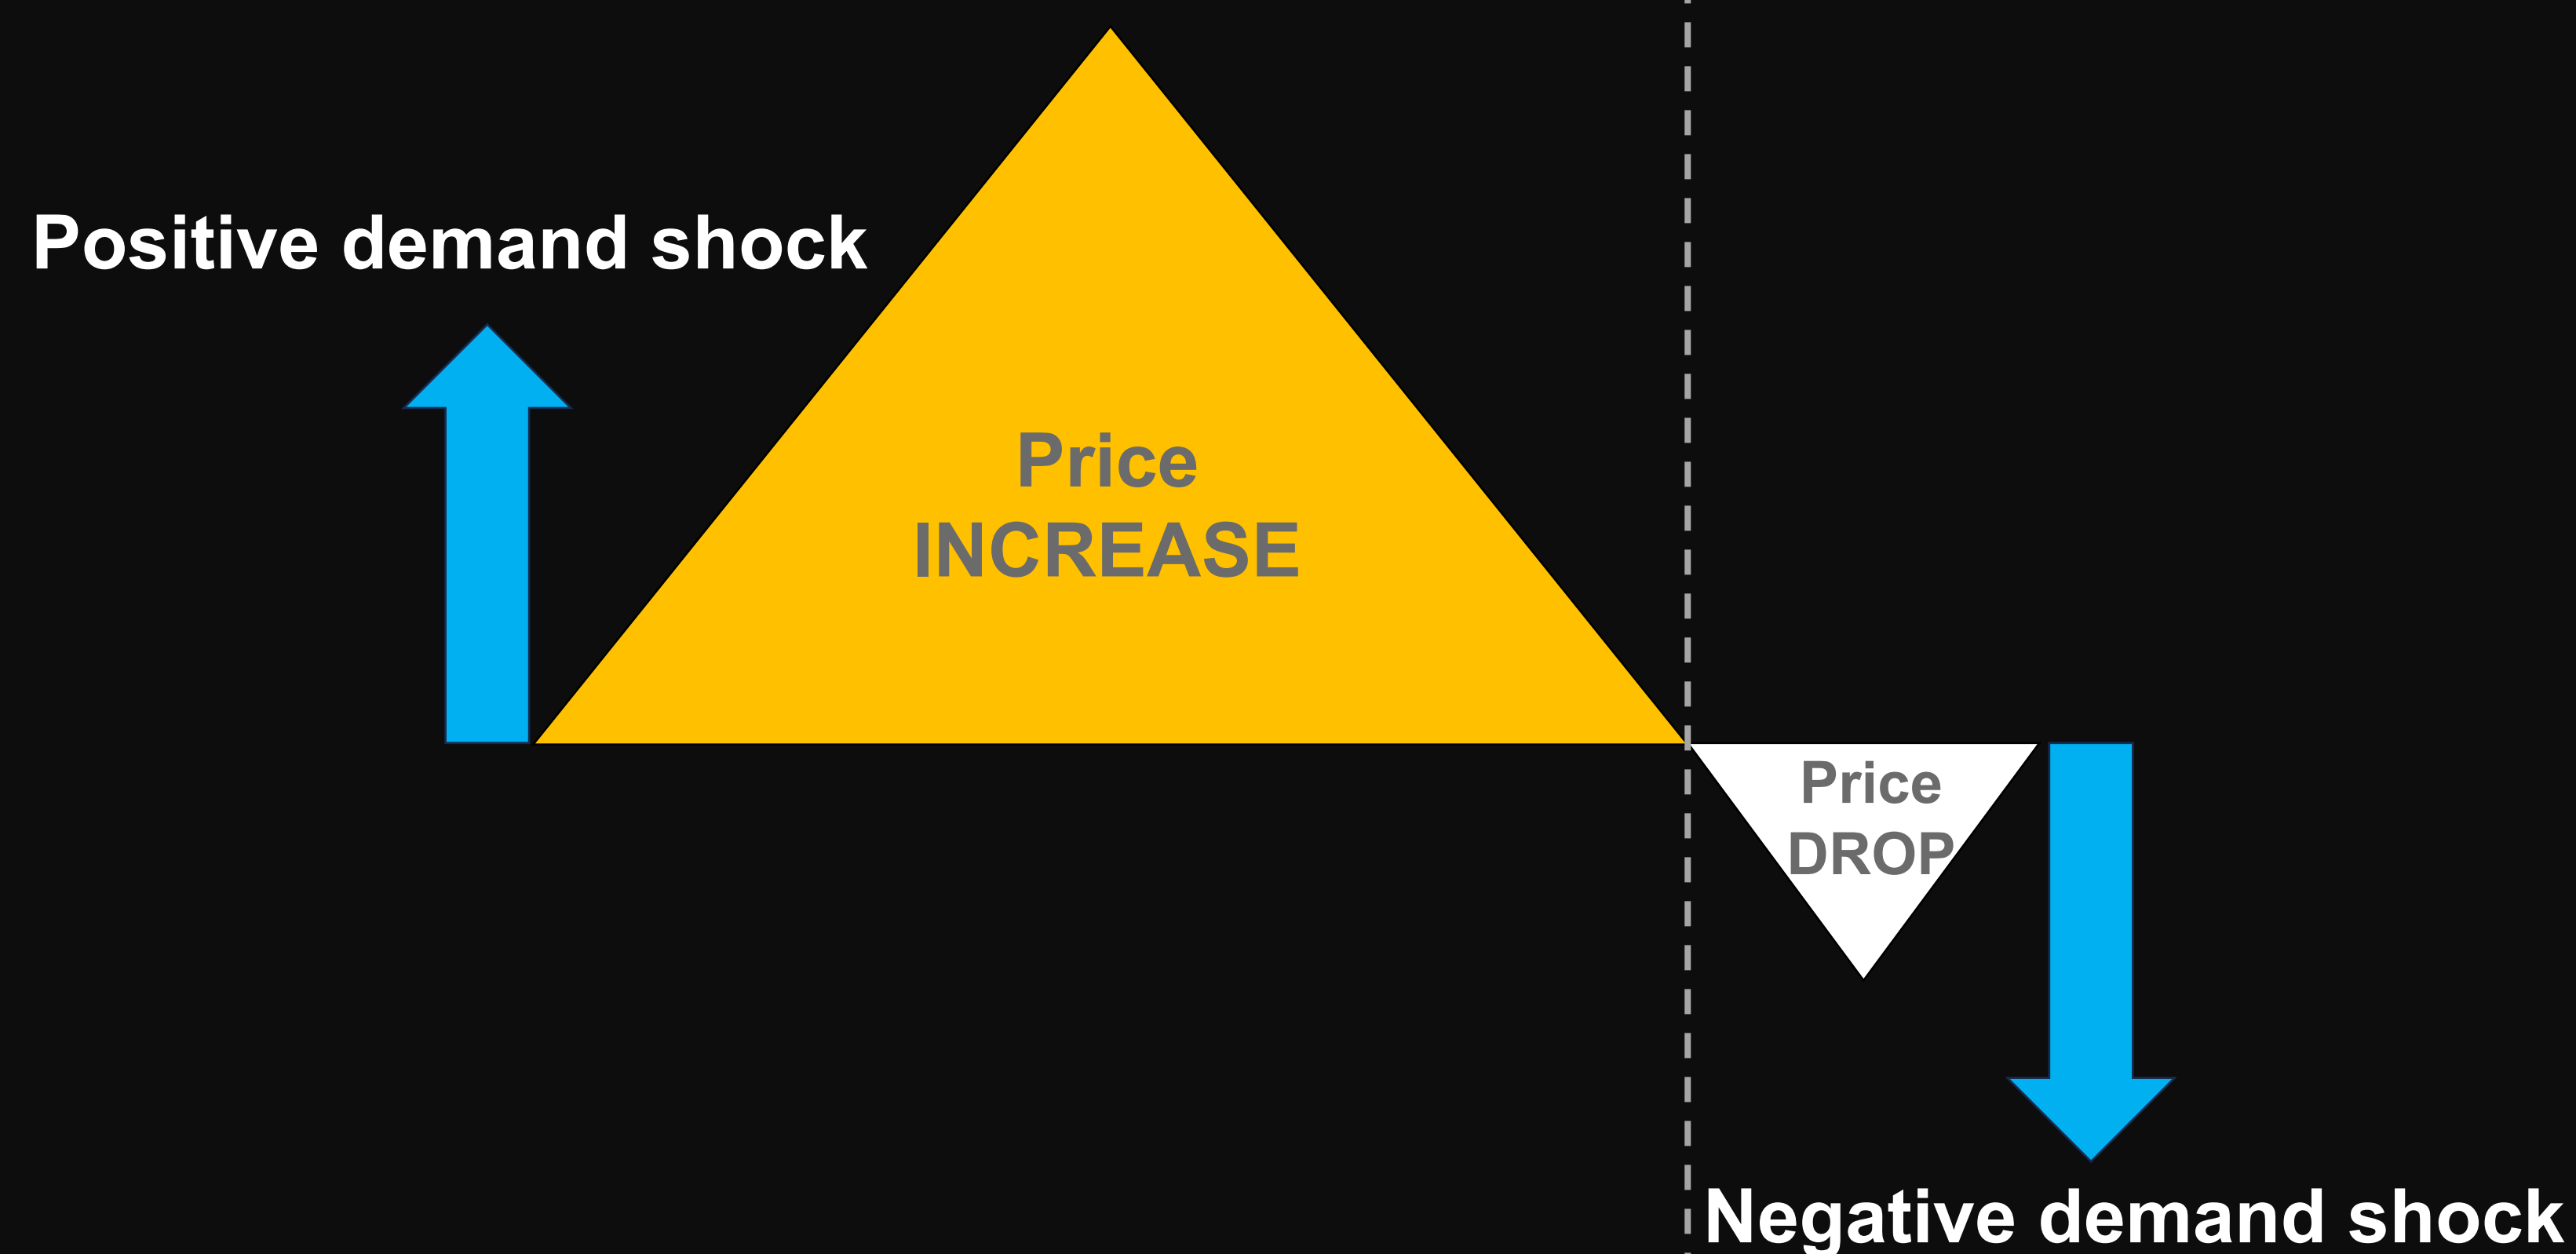 Positive demand shock
Price
INCREASE
Price
DROP
Negative demand shock